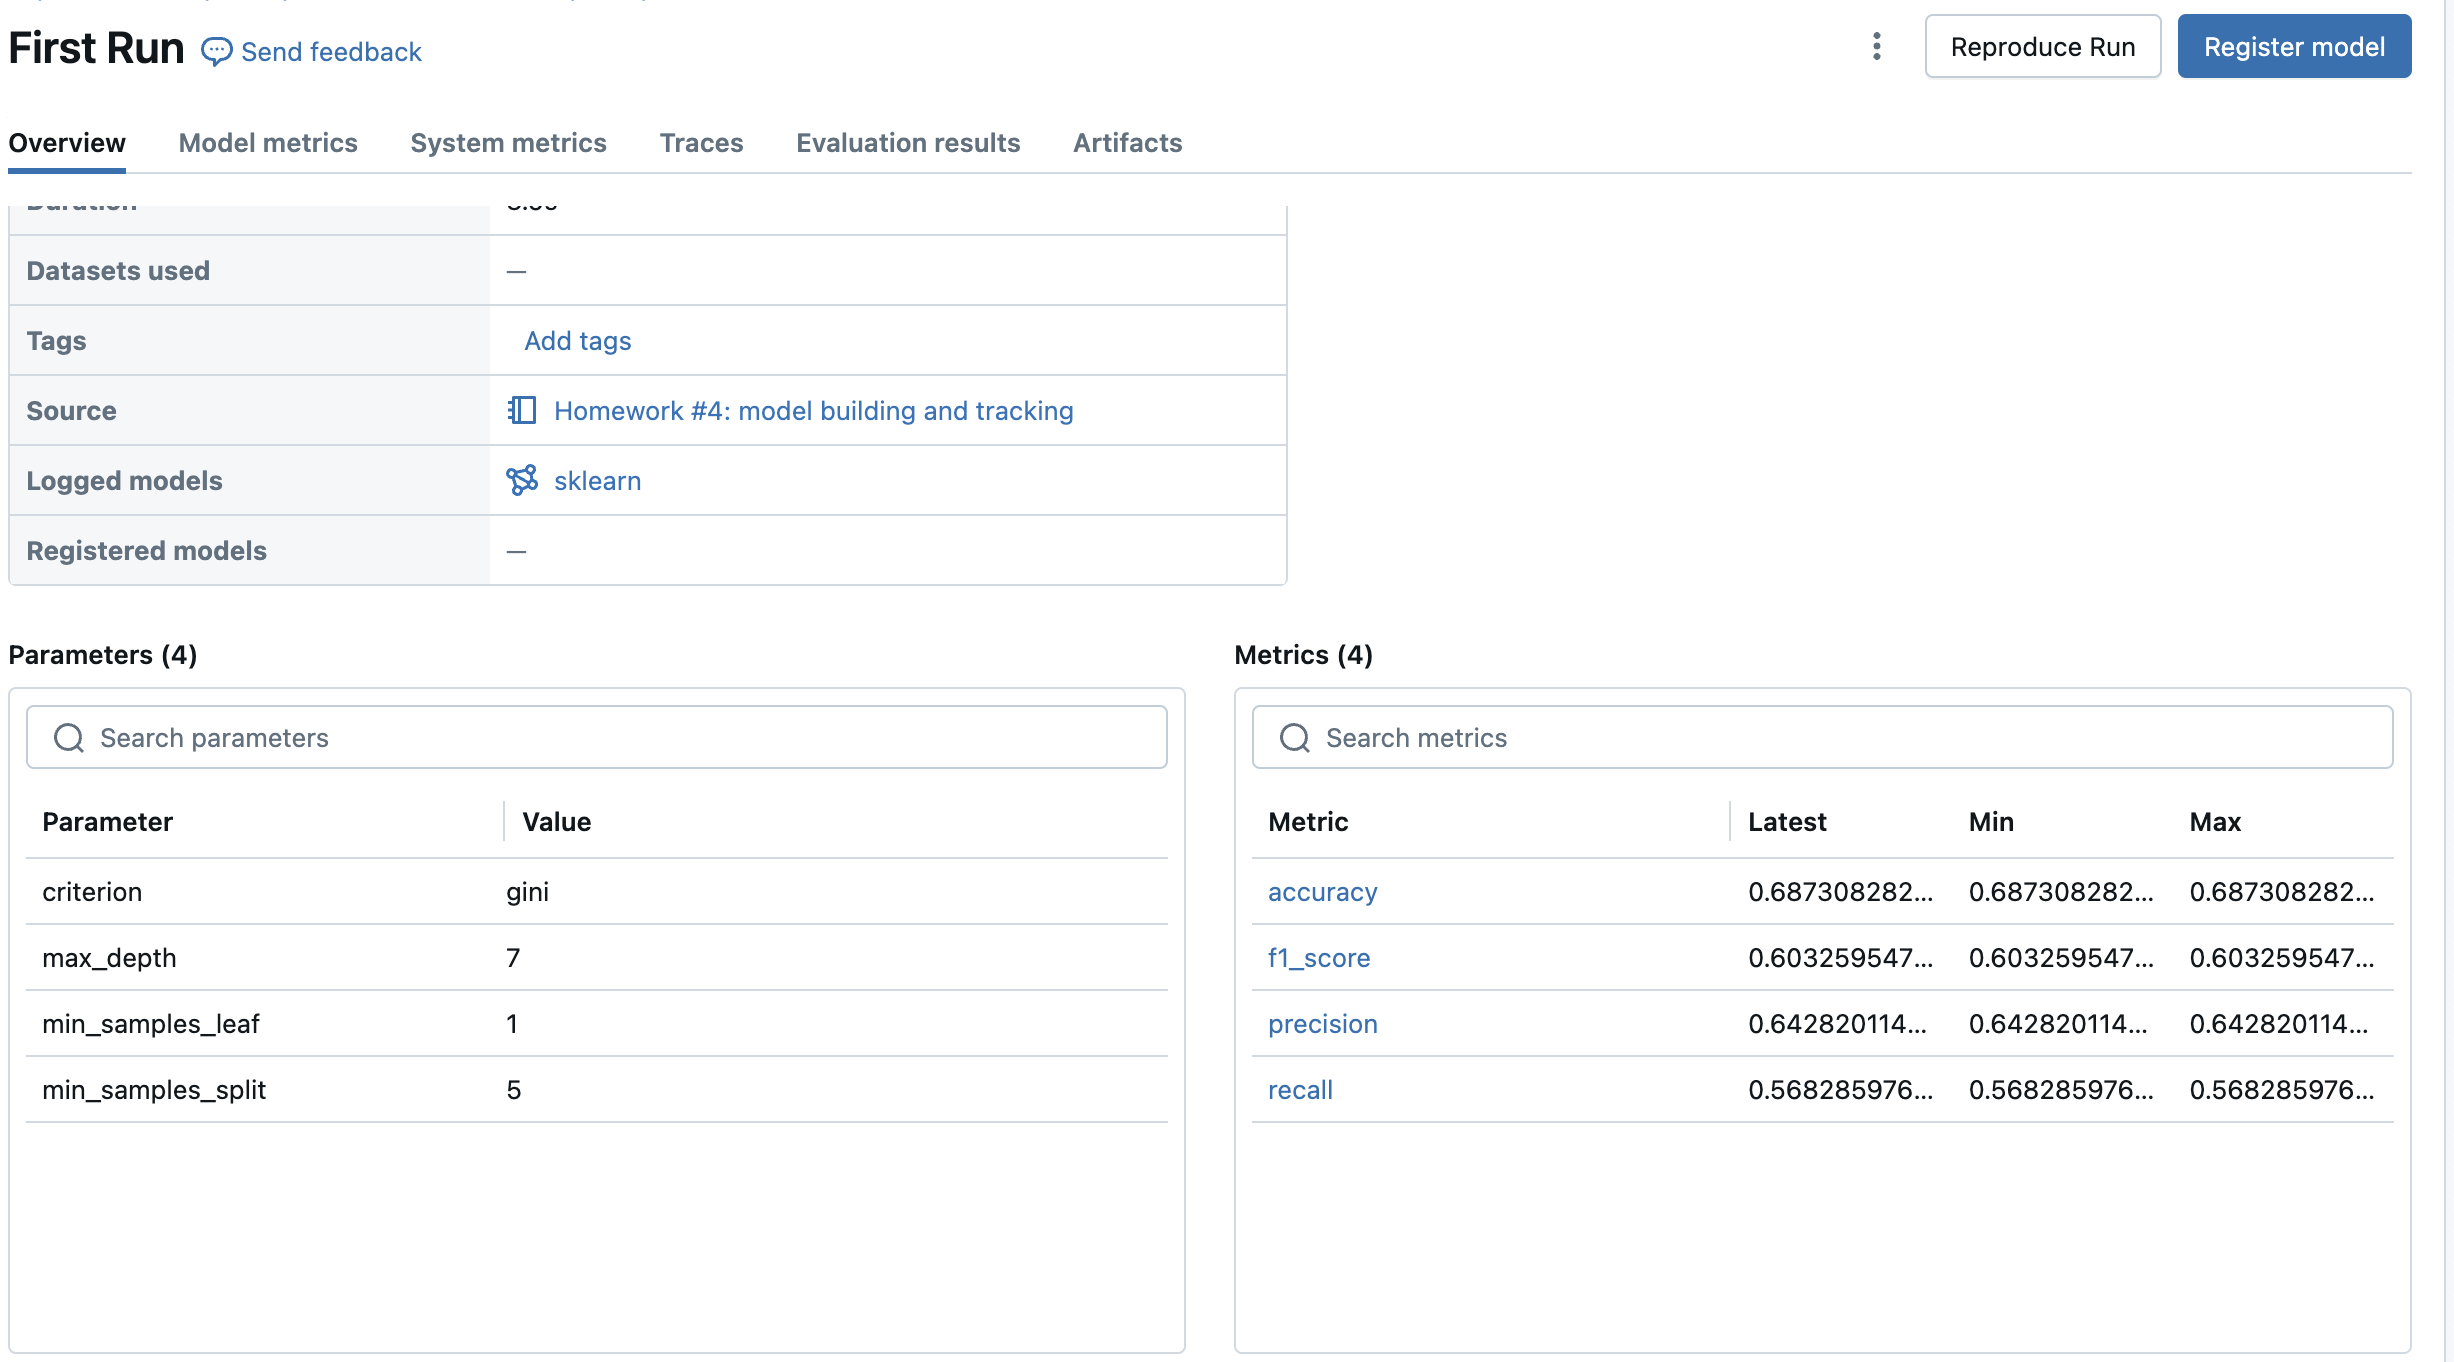 First Run Send feedback Reproduce Run Register model
Overview Model metrics System metrics Traces Evaluation results Artifacts
Duration
Datasets used —
Tags Add tags
Source Homework #4: model building and tracking
Logged models sklearn
Registered models —
Parameters (4)
Search parameters
Parameter Value
criterion gini
max_depth 7
min_samples_leaf 1
min_samples_split 5
Metrics (4)
Search metrics
Metric Latest Min Max
accuracy 0.687308282... 0.687308282... 0.687308282...
f1_score 0.603259547... 0.603259547... 0.603259547...
precision 0.642820114... 0.642820114... 0.642820114...
recall 0.568285976... 0.568285976... 0.568285976...